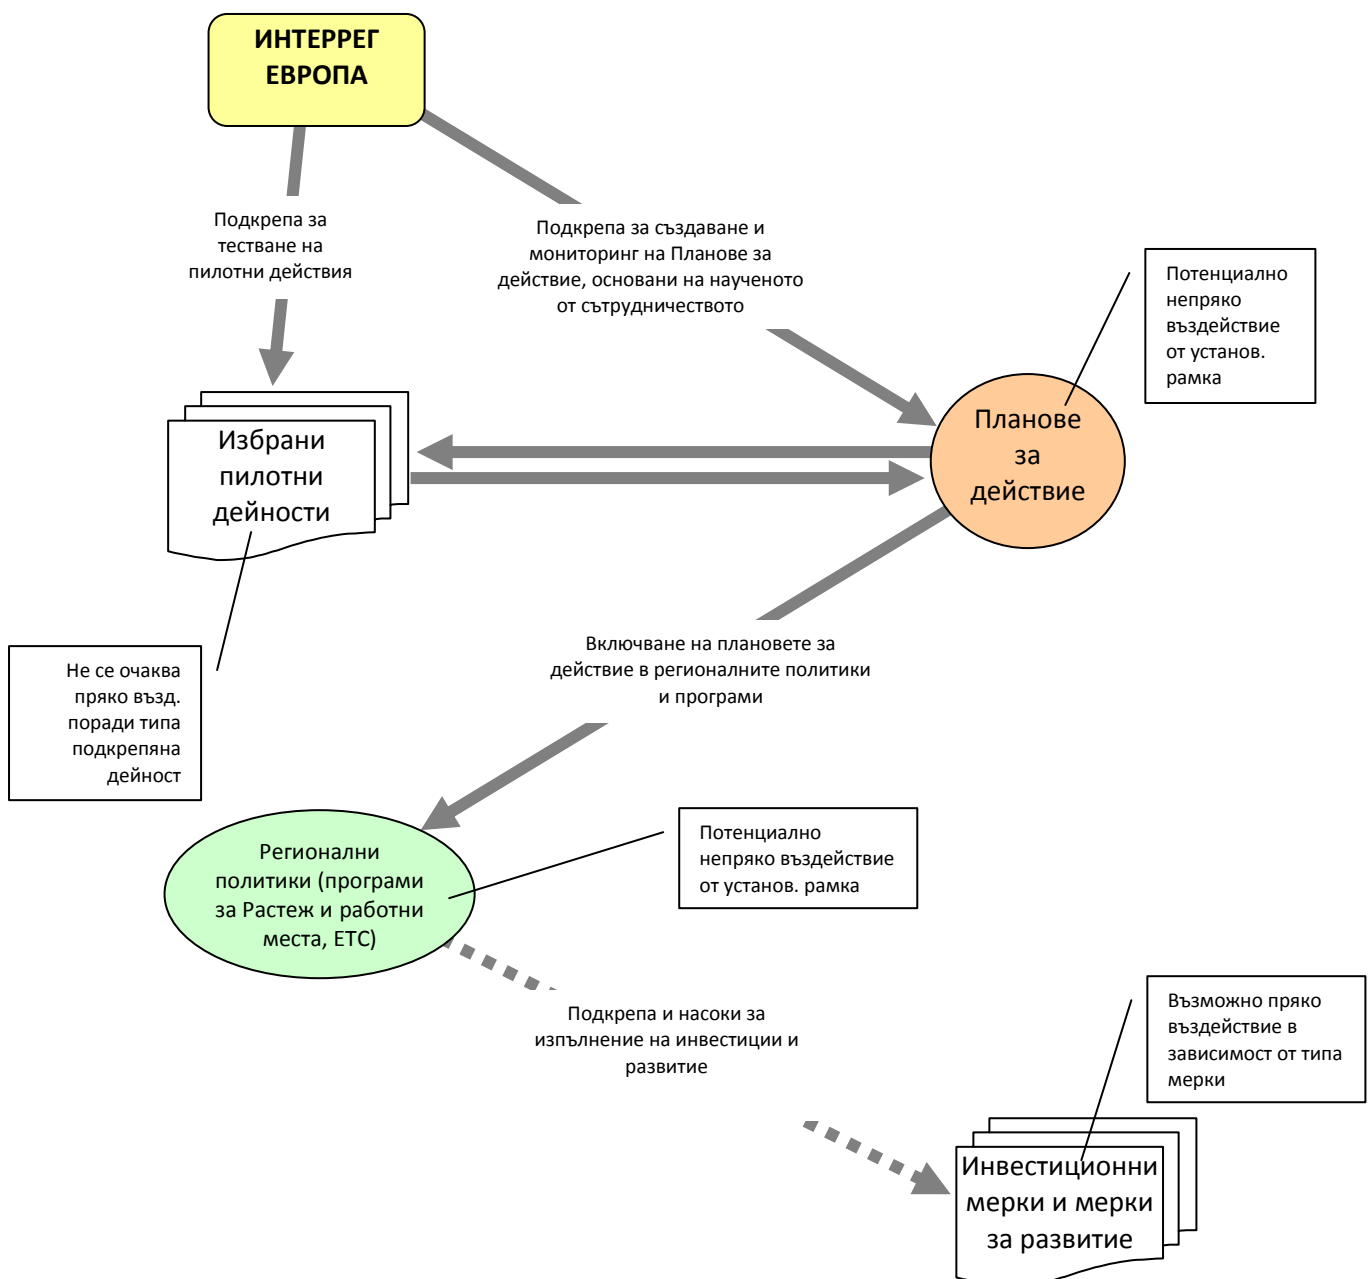 ИНТЕРРЕГ
ЕВРОПА
Подкрепа за
тестване на
пилотни действия
Подкрепа за създаване и
мониторинг на Планове за
действие, основани на наученото
от сътрудничеството
Потенциално
непряко
въздействие
от установ.
рамка
Избрани
пилотни
дейности
Планове
за
действие
Не се очаква
пряко възд.
поради типа
подкрепяна
дейност
Включване на плановете за
действие в регионалните политики
и програми
Регионални
политики (програми
за Растеж и работни
места, ЕТС)
Потенциално
непряко въздействие
от установ. рамка
Подкрепа и насоки за
изпълнение на инвестиции и
развитие
Възможно пряко
въздействие в
зависимост от типа
мерки
Инвестиционни
мерки и мерки
за развитие